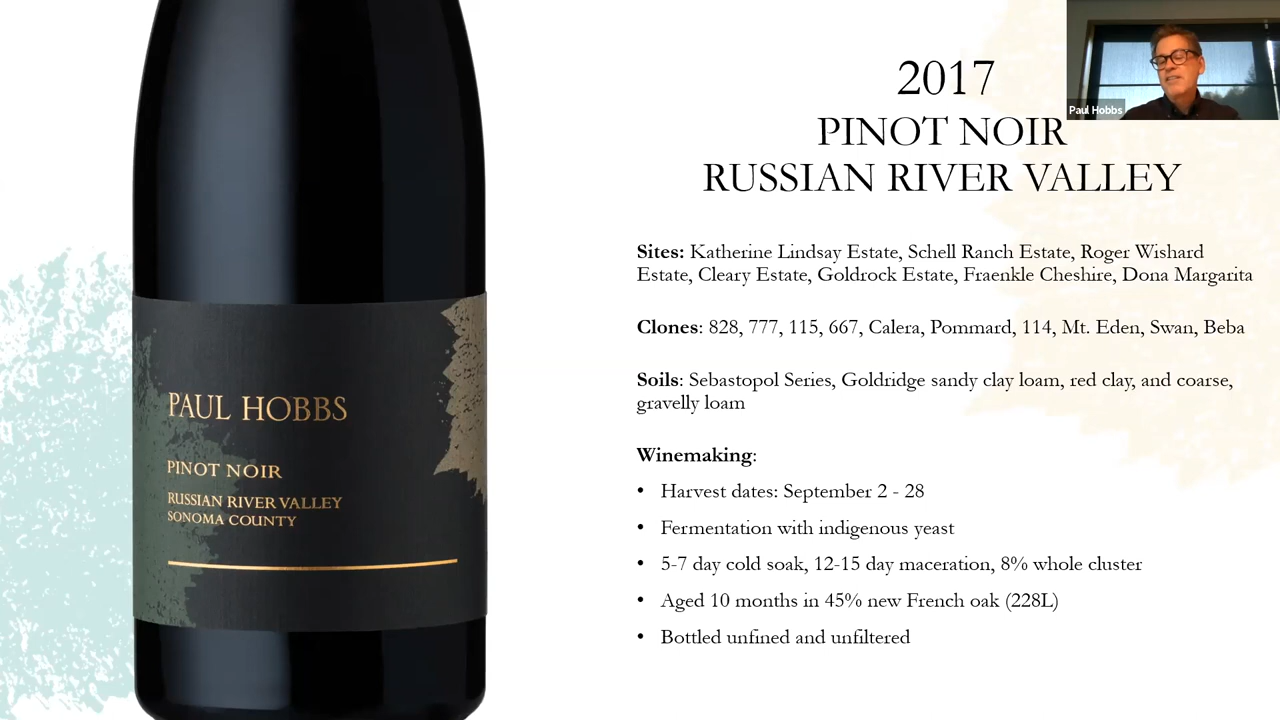 2017
PINOT NOIR
RUSSIAN RIVER VALLEY
Paul Hobbs
Sites: Katherine Lindsay Estate, Schell Ranch Estate, Roger Wishard
Estate, Cleary Estate, Goldrock Estate, Fraenkle Cheshire, Dona Margarita
Clones: 828, 777, 115, 667, Calera, Pommard, 114, Mt. Eden, Swan, Beba
Soils: Sebastopol Series, Goldridge sandy clay loam, red clay, and coarse,
gravelly loam
Winemaking:
• Harvest dates: September 2 - 28
• Fermentation with indigenous yeast
• 5-7 day cold soak, 12-15 day maceration, 8% whole cluster
• Aged 10 months in 45% new French oak (228L)
• Bottled unfined and unfiltered
PAUL HOBBS
PINOT NOIR
RUSSIAN RIVER VALLEY
SONOMA COUNTY